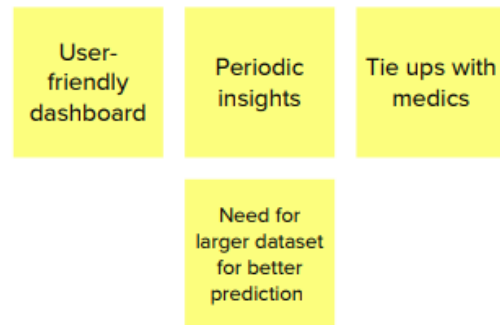 User-
friendly
dashboard
Periodic
insights
Tie ups with
medics
Need for
larger dataset
for better
prediction